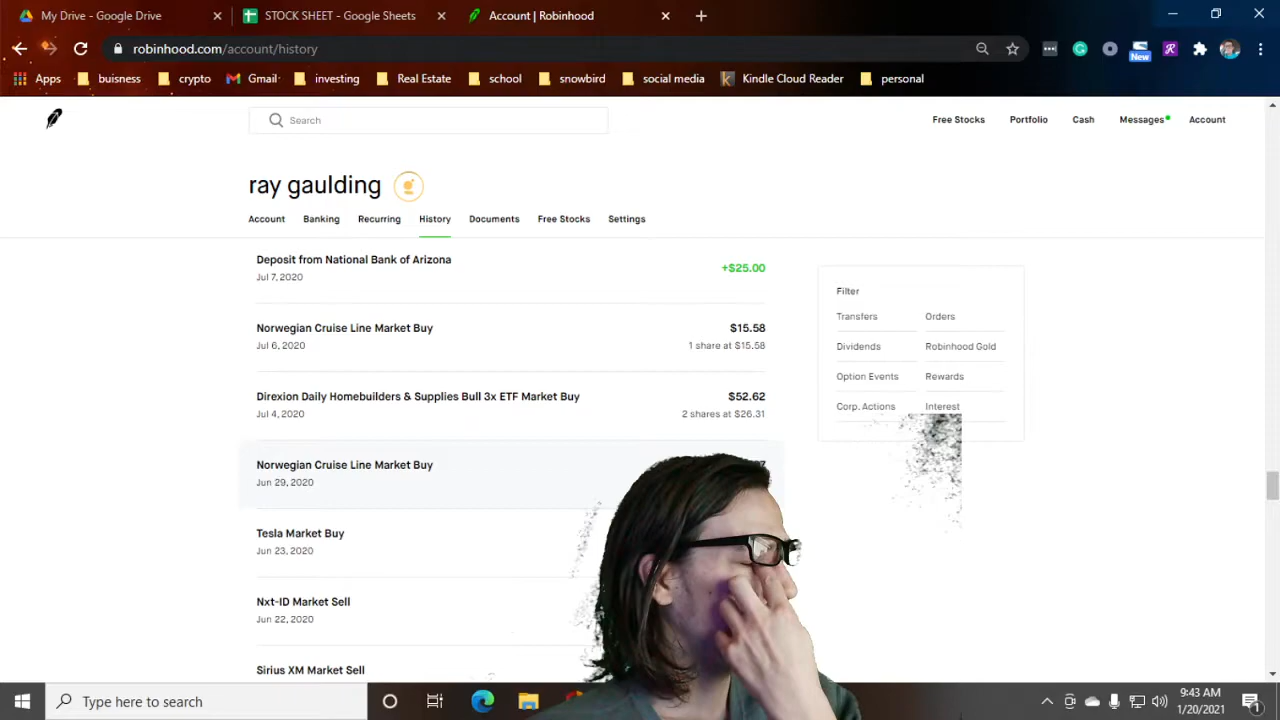 My Drive - Google Drive
STOCK SHEET - Google Sheets
Account | Robinhood
robinhood.com/account/history
New
Apps
buisness
crypto
Gmail
investing
Real Estate
school
snowbird
social media
Kindle Cloud Reader
personal
Search
Free Stocks
Portfolio
Cash
Messages
Account
ray gaulding
Account
Banking
Recurring
History
Documents
Free Stocks
Settings
Deposit from National Bank of Arizona
+$25.00
Jul 7, 2020
Norwegian Cruise Line Market Buy
$15.58
Jul 6, 2020
1 share at $15.58
Direxion Daily Homebuilders & Supplies Bull 3x ETF Market Buy
$52.62
Jul 4, 2020
2 shares at $26.31
Norwegian Cruise Line Market Buy
Jun 29, 2020
Tesla Market Buy
Jun 23, 2020
Nxt-ID Market Sell
Jun 22, 2020
Sirius XM Market Sell
Filter
Transfers
Orders
Dividends
Robinhood Gold
Option Events
Rewards
Corp. Actions
Interest
Type here to search
9:43 AM
1/20/2021